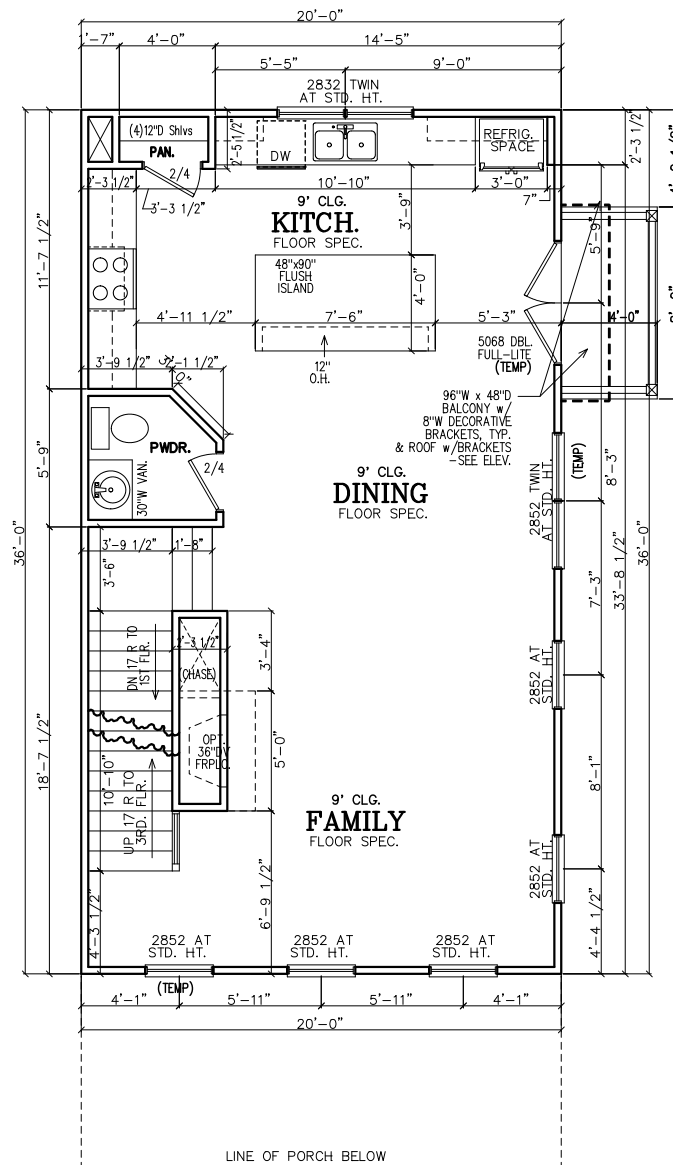 20'-0"
'-7"
4'-0"
14'-5"
5'-5"
9'-0"
2832 TWIN
AT STD. HT.
(4)12"D Shlvs
PAN.
2/4
2'-5 1/2"
DW
REFRIG.
SPACE
2'-3 1/2"
2'-3 1/2"
3'-3 1/2"
10'-10"
3'-0"
7"
9' CLG.
KITCH.
FLOOR SPEC.
3'-9"
5'-9"
11'-7 1/2"
48"x90"
FLUSH
ISLAND
4'-0"
4'-11 1/2"
7'-6"
5'-3"
4'-0"
12"
O.H.
5068 DBL.
FULL-LITE
(TEMP)
3'-9 1/2"
'-1 1/2"
96"W x 48"D
BALCONY w/
8"W DECORATIVE
BRACKETS, TYP.
& ROOF w/BRACKETS
-SEE ELEV.
5'-9"
PWDR.
2/4
30"W VAN.
9' CLG.
DINING
FLOOR SPEC.
2852 TWIN
AT STD. HT.
(TEMP)
8'-3"
36'-0"
33'-8 1/2"
36'-0"
3'-9 1/2"
1'-8"
3'-6"
7'-3"
DN 17 R TO
1ST FLR.
2'-3 1/2"
(CHASE)
3'-4"
2852 AT
STD. HT.
18'-7 1/2"
OPT.
36"DV
FRPLC.
5'-0"
10'-10"
UP 17 R TO
3RD. FLR.
8'-1"
9' CLG.
FAMILY
FLOOR SPEC.
2852 AT
STD. HT.
4'-3 1/2"
6'-9 1/2"
4'-4 1/2"
2852 AT
STD. HT.
2852 AT
STD. HT.
2852 AT
STD. HT.
(TEMP)
4'-1"
5'-11"
5'-11"
4'-1"
20'-0"
LINE OF PORCH BELOW